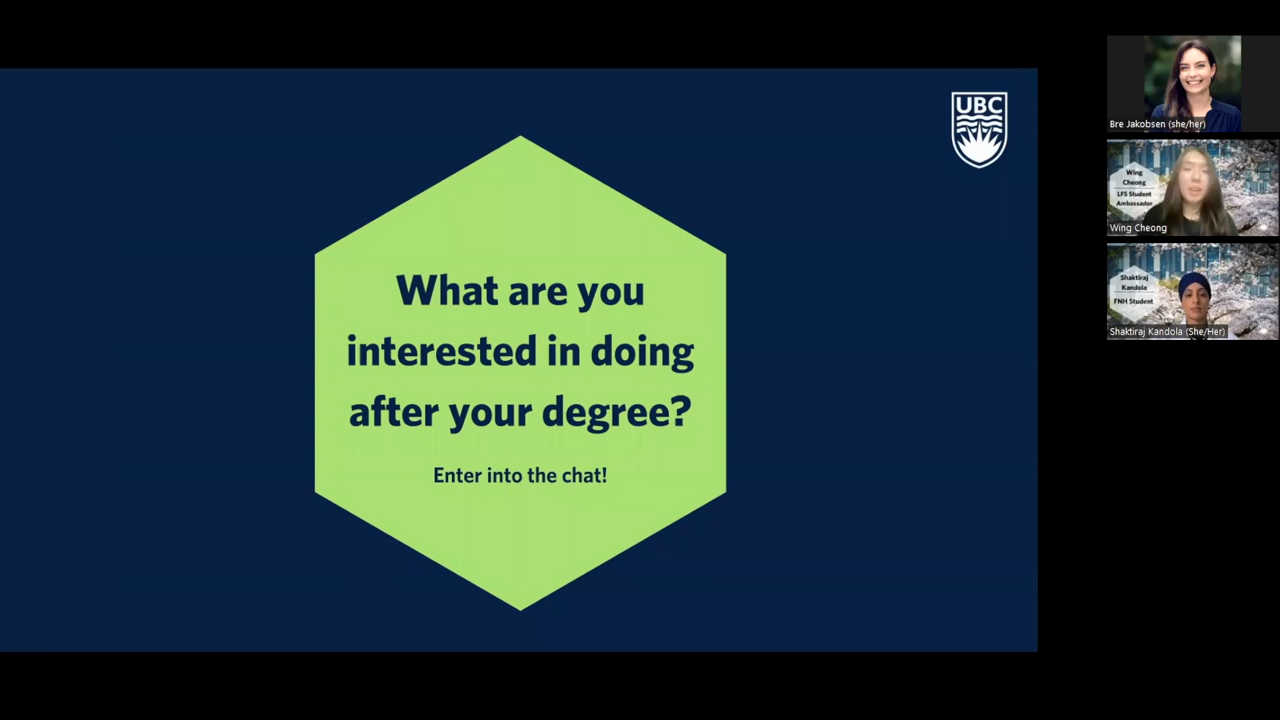 UBC
What are you
interested in doing
after your degree?
Enter into the chat!
Bre Jakobsen (she/her)
Wing
Cheong
LFS Student
Ambassador
Wing Cheong
Shaktiraj
Kandola
FNH Student
Shaktiraj Kandola (She/Her)